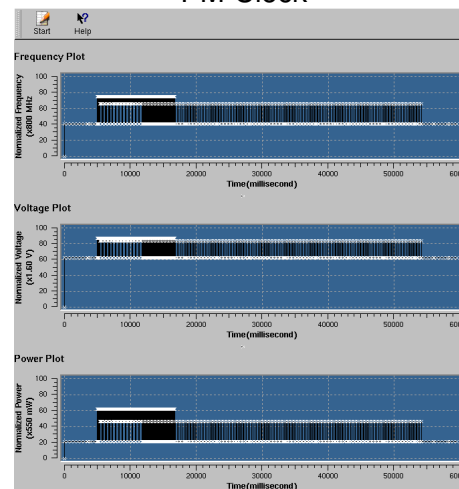 Start Help
Frequency Plot
Normalized Frequency
(x800 MHz
100
80
60
40
20
0
0 10000 20000 30000 40000 50000
Time(millisecond)
Voltage Plot
Normalized Voltage
(x1.60 V)
100
80
60
40
20
0
0 10000 20000 30000 40000 50000
Time(millisecond)
Power Plot
Normalized Power
(x550 mW)
100
80
60
40
20
0
0 10000 20000 30000 40000 50000
Time(millisecond)